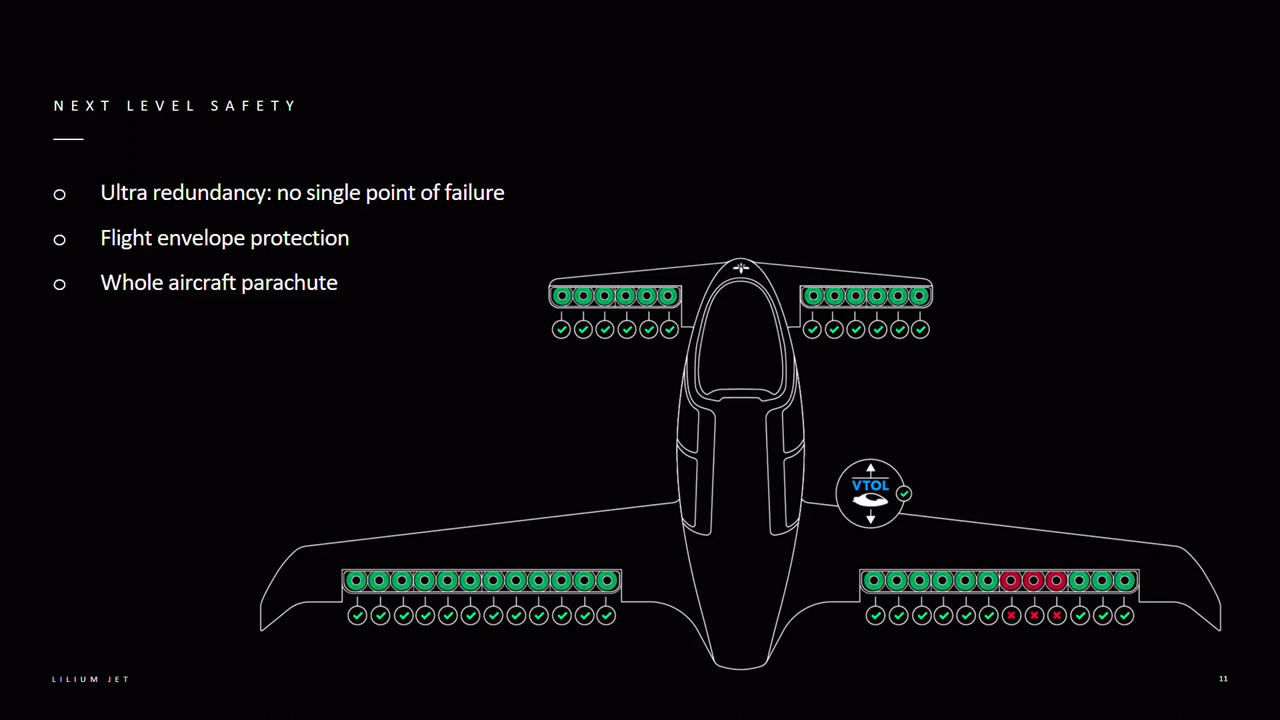 NEXT LEVEL SAFETY
o Ultra redundancy: no single point of failure
o Flight envelope protection
o Whole aircraft parachute
VTOL
LILIUM JET
11